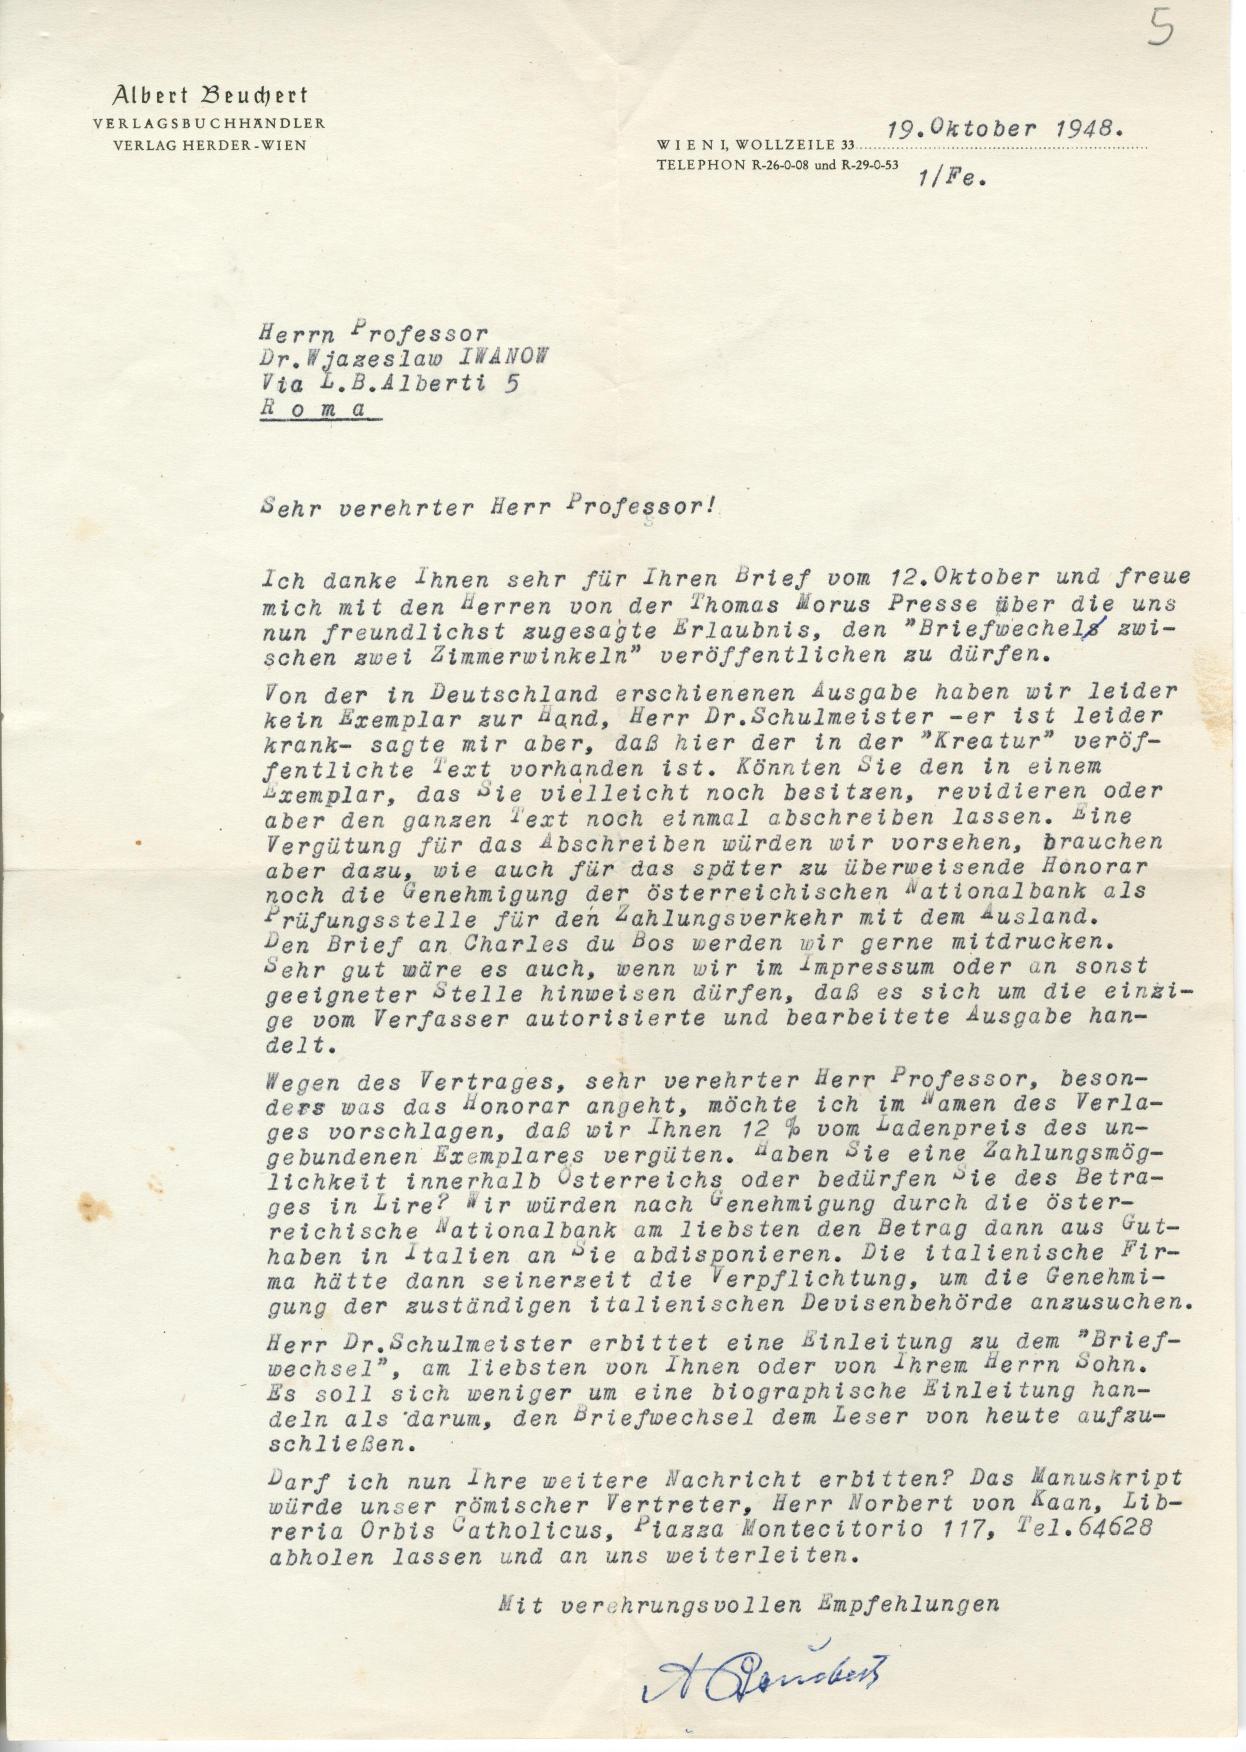 5
Albert Beuchert
VERLAGSBUCHHÄNDLER
VERLAG HERDER-WIEN
WIEN I, WOLLZEILE 33 19.Oktober 1948.
TELEPHON R-26-0-08 und R-29-0-53
1/Fe.
Herrn Professor
Dr.Wjazeslaw IWANOW
Via L.B.Alberti 5
R o m a
Sehr verehrter Herr Professor!
Ich danke Ihnen sehr für Ihren Brief vom 12.Oktober und freue
mich mit den Herren von der Thomas Morus Presse über die uns
nun freundlichst zugesagte Erlaubnis, den "Briefwechel zwi-
schen zwei Zimmerwinkeln" veröffentlichen zu dürfen.
Von der in Deutschland erschienenen Ausgabe haben wir leider
kein Exemplar zur Hand, Herr Dr.Schulmeister -er ist leider
krank- sagte mir aber, daß hier der in der "Kreatur" veröf-
fentlichte Text vorhanden ist. Könnten Sie den in einem
Exemplar, das Sie vielleicht noch besitzen, revidieren oder
aber den ganzen Text noch einmal abschreiben lassen. Eine
Vergütung für das Abschreiben würden wir vorsehen, brauchen
aber dazu, wie auch für das später zu überweisende Honorar
noch die Genehmigung der österreichischen Nationalbank als
Prüfungsstelle für den Zahlungsverkehr mit dem Ausland.
Den Brief an Charles du Bos werden wir gerne mitdrucken.
Sehr gut wäre es auch, wenn wir im Impressum oder an sonst
geeigneter Stelle hinweisen dürfen, daß es sich um die einzi-
ge vom Verfasser autorisierte und bearbeitete Ausgabe han-
delt.
Wegen des Vertrages, sehr verehrter Herr Professor, beson-
ders was das Honorar angeht, möchte ich im Namen des Verla-
ges vorschlagen, daß wir Ihnen 12 % vom Ladenpreis des un-
gebundenen Exemplares vergüten. Haben Sie eine Zahlungsmög-
lichkeit innerhalb Österreichs oder bedürfen Sie des Betra-
ges in Lire? Wir würden nach Genehmigung durch die öster-
reichische Nationalbank am liebsten den Betrag dann aus Gut-
haben in Italien an Sie abdisponieren. Die italienische Fir-
ma hätte dann seinerzeit die Verpflichtung, um die Genehmi-
gung der zuständigen italienischen Devisenbehörde anzusuchen.
Herr Dr.Schulmeister erbittet eine Einleitung zu dem "Brief-
wechsel", am liebsten von Ihnen oder von Ihrem Herrn Sohn.
Es soll sich weniger um eine biographische Einleitung han-
deln als darum, den Briefwechsel dem Leser von heute aufzu-
schließen.
Darf ich nun Ihre weitere Nachricht erbitten? Das Manuskript
würde unser römischer Vertreter, Herr Norbert von Kaan, Lib-
reria Orbis Catholicus, Piazza Montecitorio 117, Tel.64628
abholen lassen und an uns weiterleiten.
Mit verehrungsvollen Empfehlungen
A Beuchert